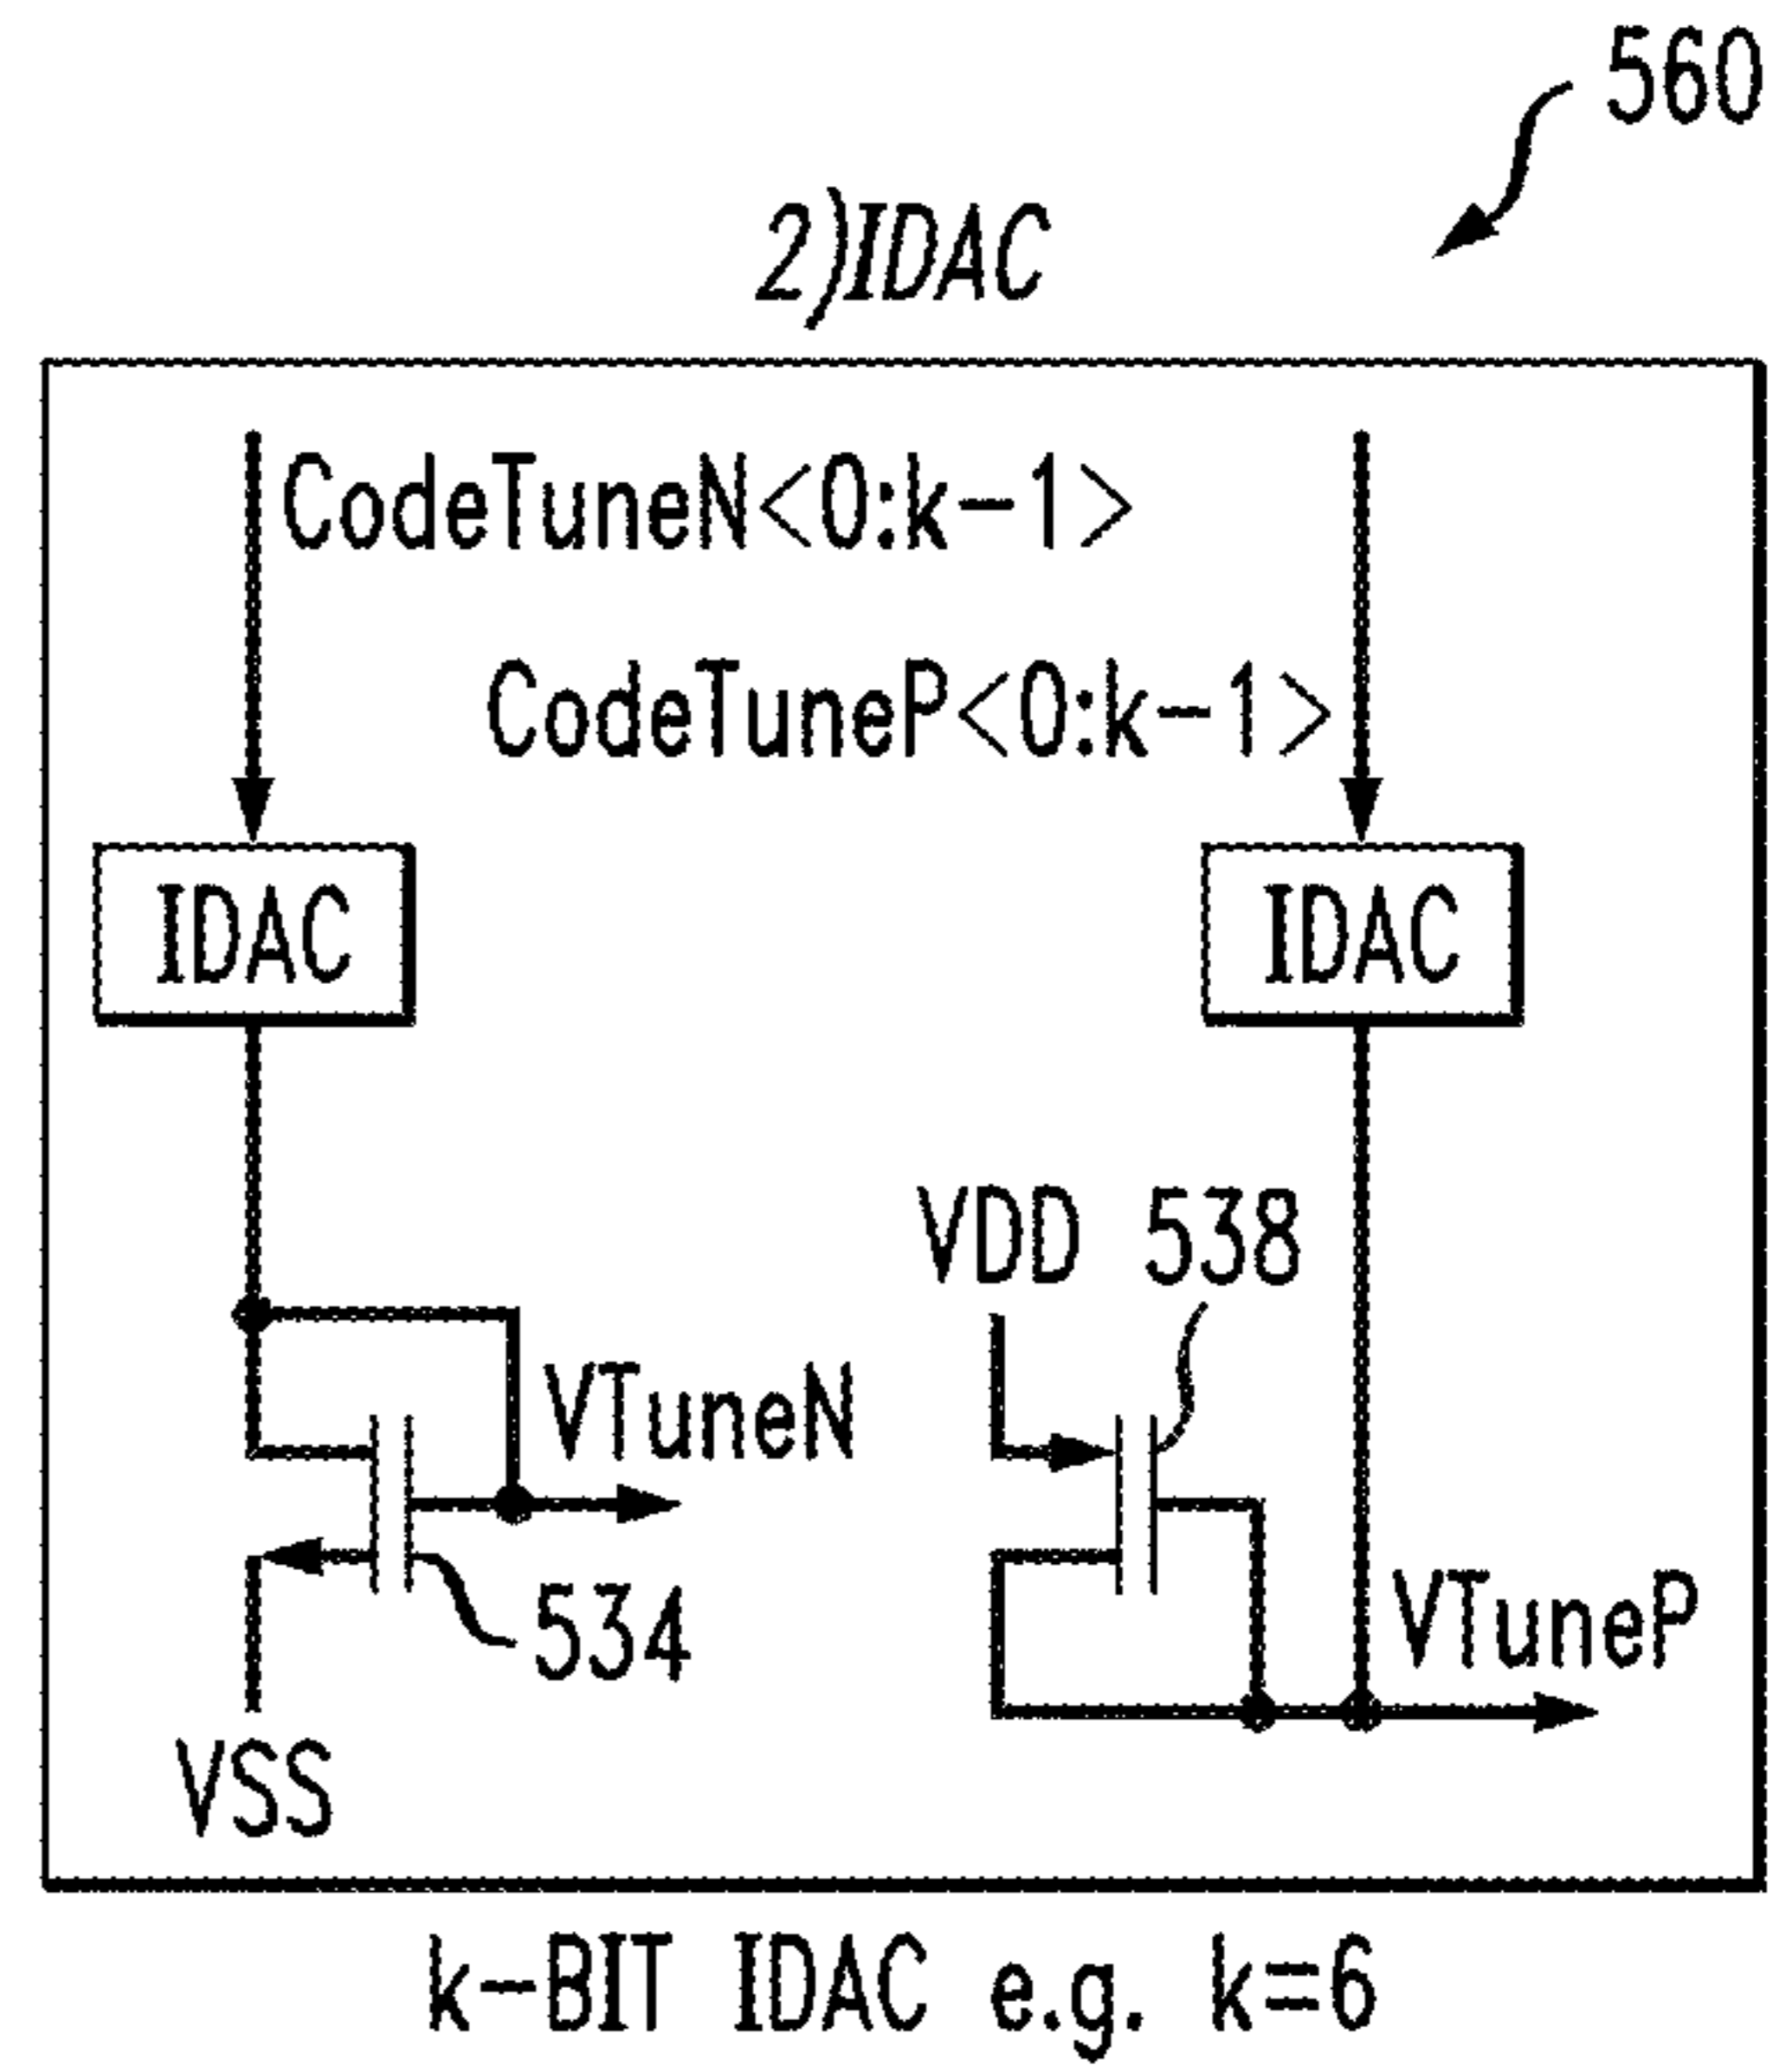 560
2)IDAC
CodeTuneN<0:k-1>
CodeTuneP<0:k-1>
IDAC IDAC
VDD 538
VTuneN
534
VTuneP
VSS
k-BIT IDAC e.g. k=6